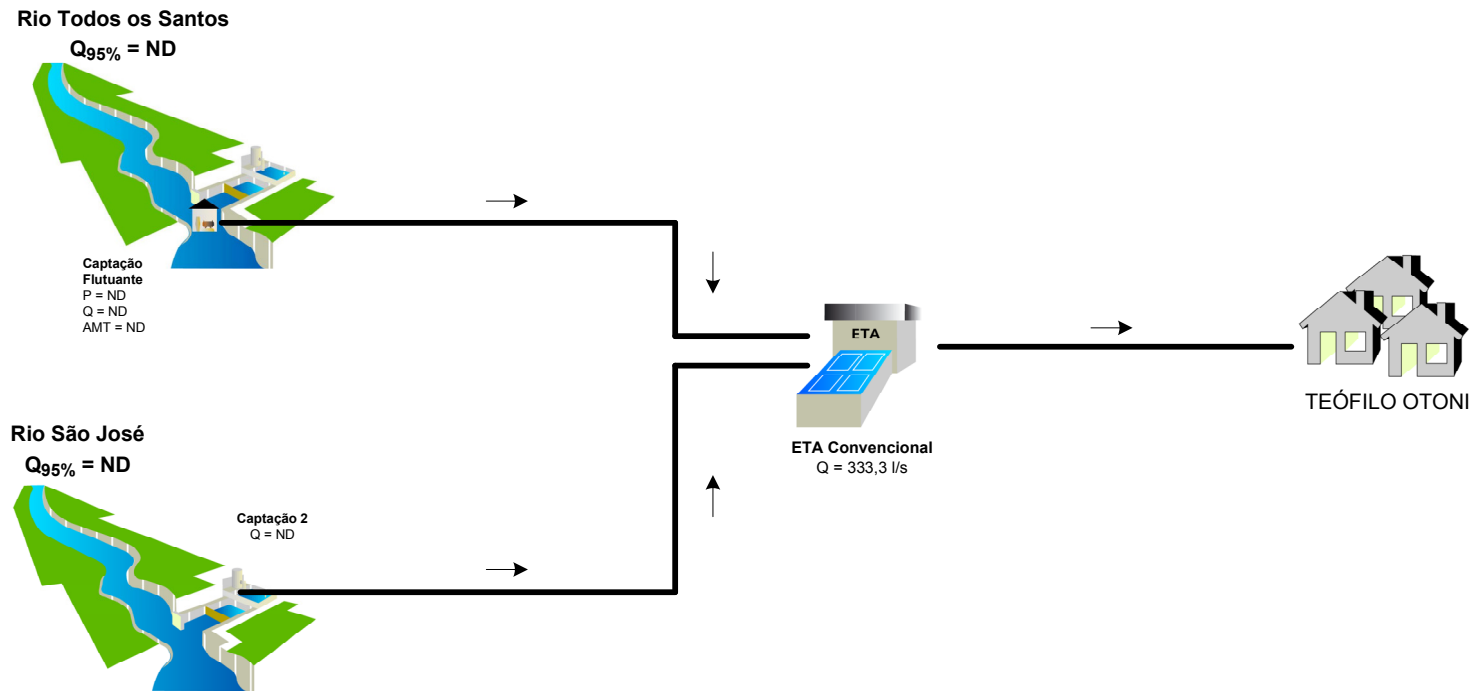 Rio Todos os Santos
Q95% = ND
Captação
Flutuante
P = ND
Q = ND
AMT = ND
ETA
ETA Convencional
Q = 333,3 l/s
TEÓFILO OTONI
Rio São José
Q95% = ND
Captação 2
Q = ND